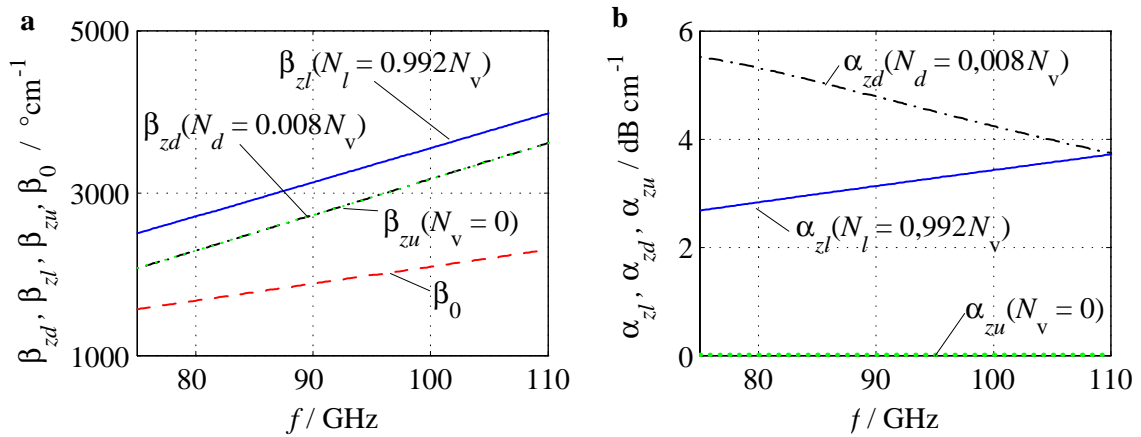 a
5000
3000
1000
80 90 100 110
f / GHz
β_zd, β_zl, β_zu, β_0 / °cm⁻¹
β_zl(N_l = 0.992N_v)
β_zd(N_d = 0.008N_v)
β_zu(N_v = 0)
β_0
b
6
4
2
0
80 90 100 110
f / GHz
α_zl, α_zd, α_zu / dB cm⁻¹
α_zd(N_d = 0,008N_v)
α_zl(N_l = 0,992N_v)
α_zu(N_v = 0)